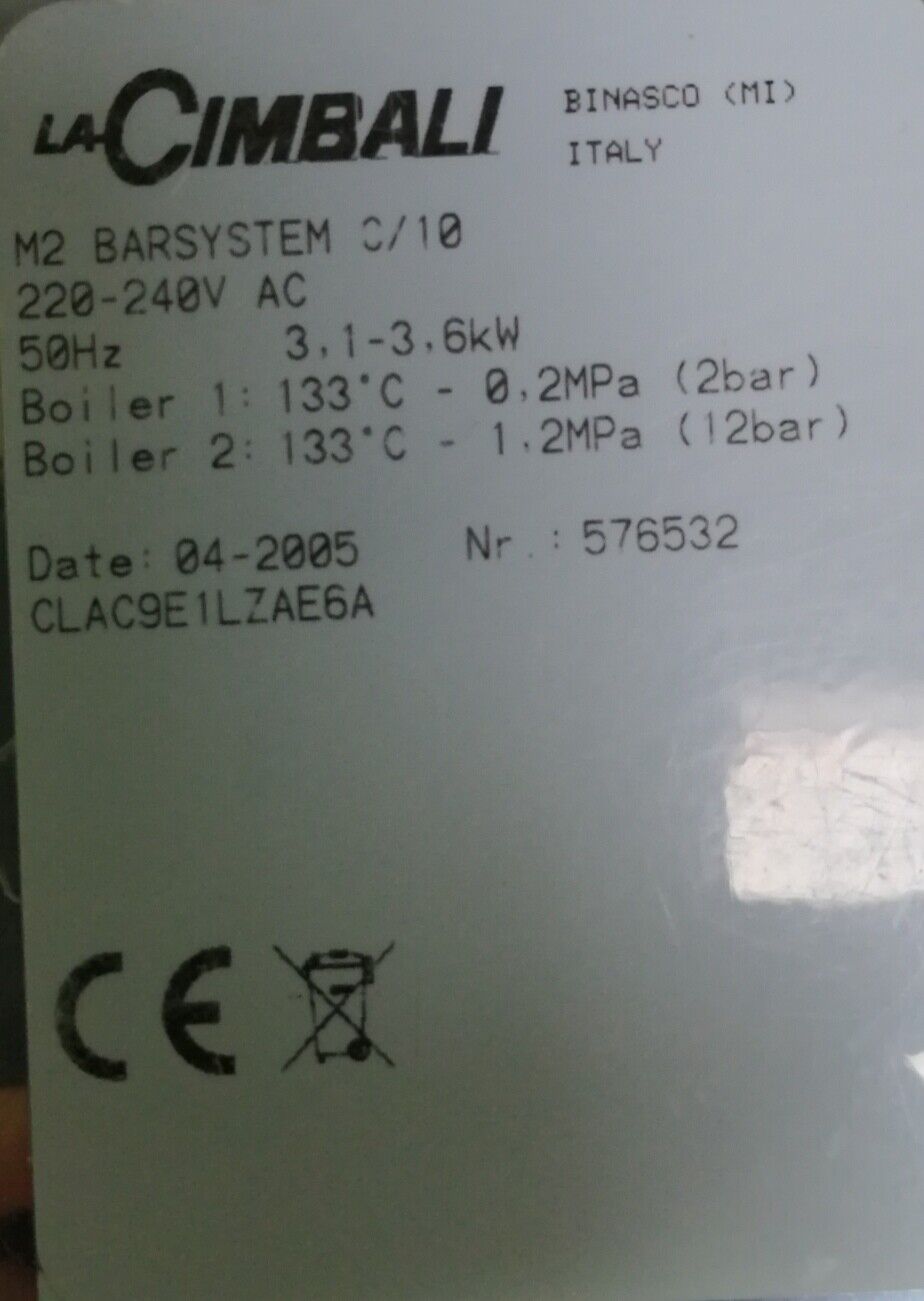 LA CIMBALI
BINASCO (MI)
ITALY
M2 BARSYSTEM C/10
220-240V AC
50Hz 3.1-3.6kW
Boiler 1: 133°C - 0.2MPa (2bar)
Boiler 2: 133°C - 1.2MPa (12bar)
Date: 04-2005 Nr.: 576532
CLAC9E1LZAE6A
CE